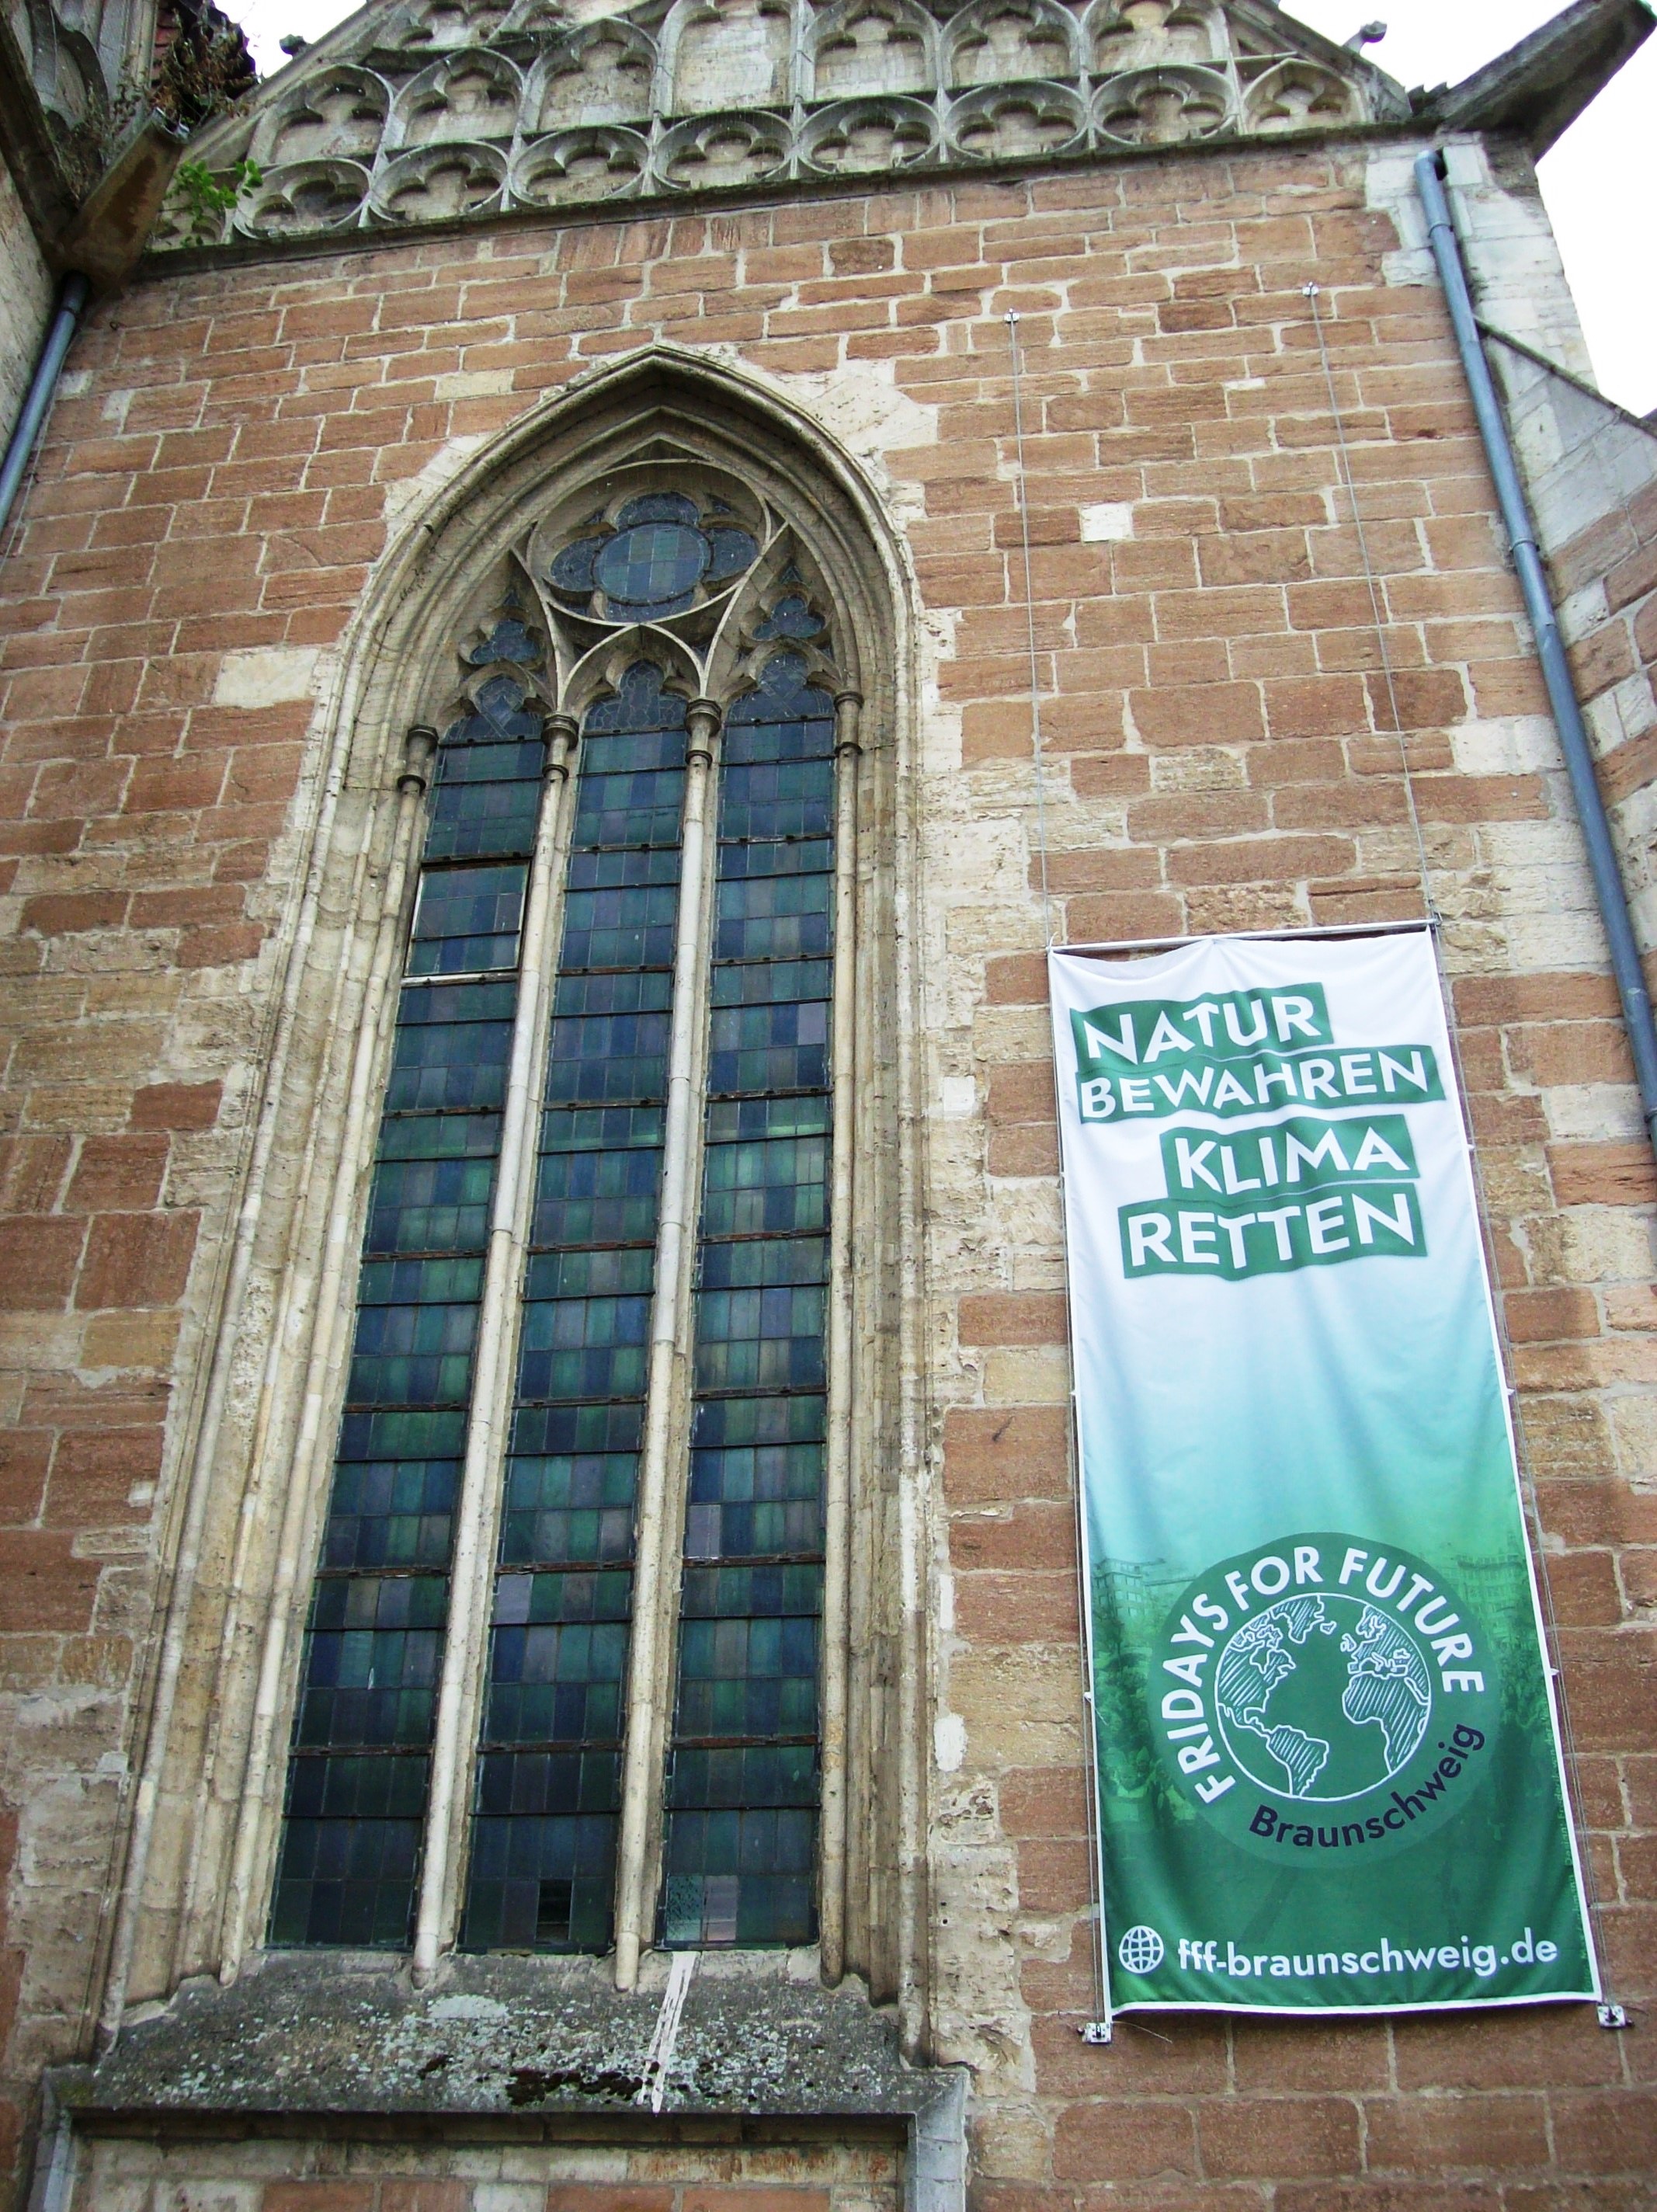 NATUR
BEWAHREN
KLIMA
RETTEN
FRIDAYS FOR FUTURE
Braunschweig
fff-braunschweig.de